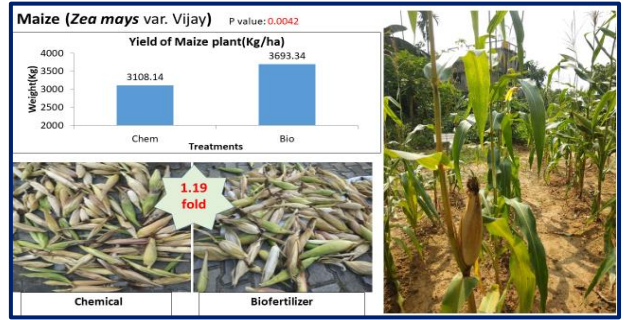 Maize (Zea mays var. Vijay) P value: 0.0042
Yield of Maize plant(Kg/ha)
Weight(Kg)
4000
3500
3000
2500
2000
3108.14
3693.34
Chem
Bio
Treatments
1.19
fold
Chemical
Biofertilizer